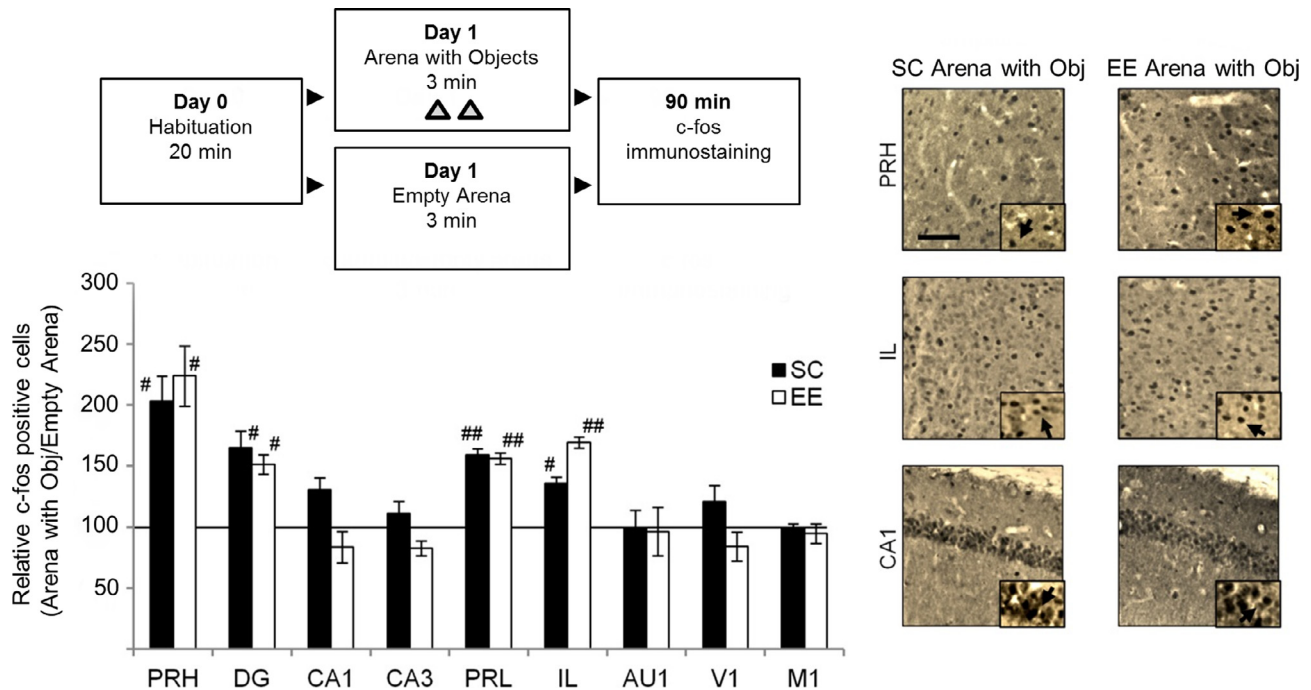 Day 0
Habituation
20 min
Day 1
Arena with Objects
3 min
Day 1
Empty Arena
3 min
90 min
c-fos
immunostaining
Relative c-fos positive cells
(Arena with Obj/Empty Arena)
300
250
200
150
100
50
# #
# #
## ##
# ##
SC
EE
PRH DG CA1 CA3 PRL IL AU1 V1 M1
SC Arena with Obj EE Arena with Obj
PRH
IL
CA1